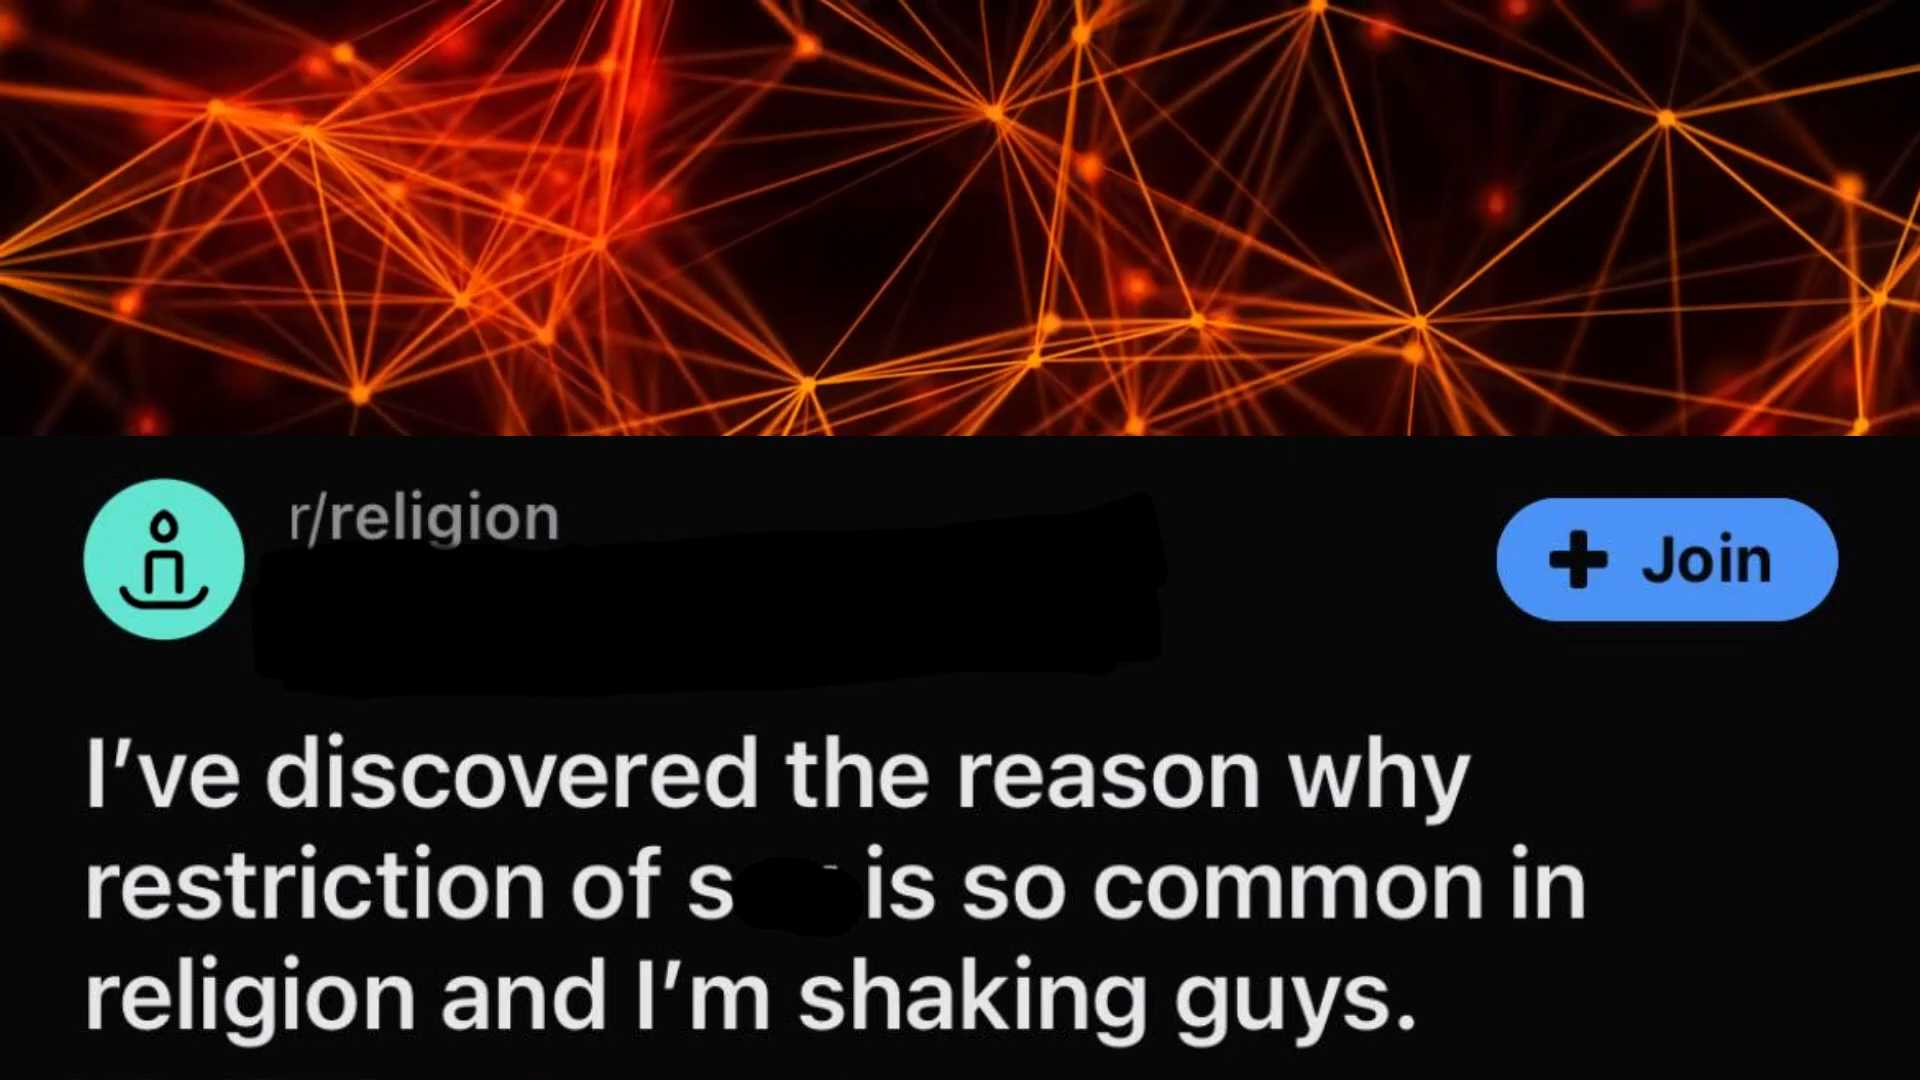 r/religion
Join
I’ve discovered the reason why
restriction of s is so common in
religion and I’m shaking guys.